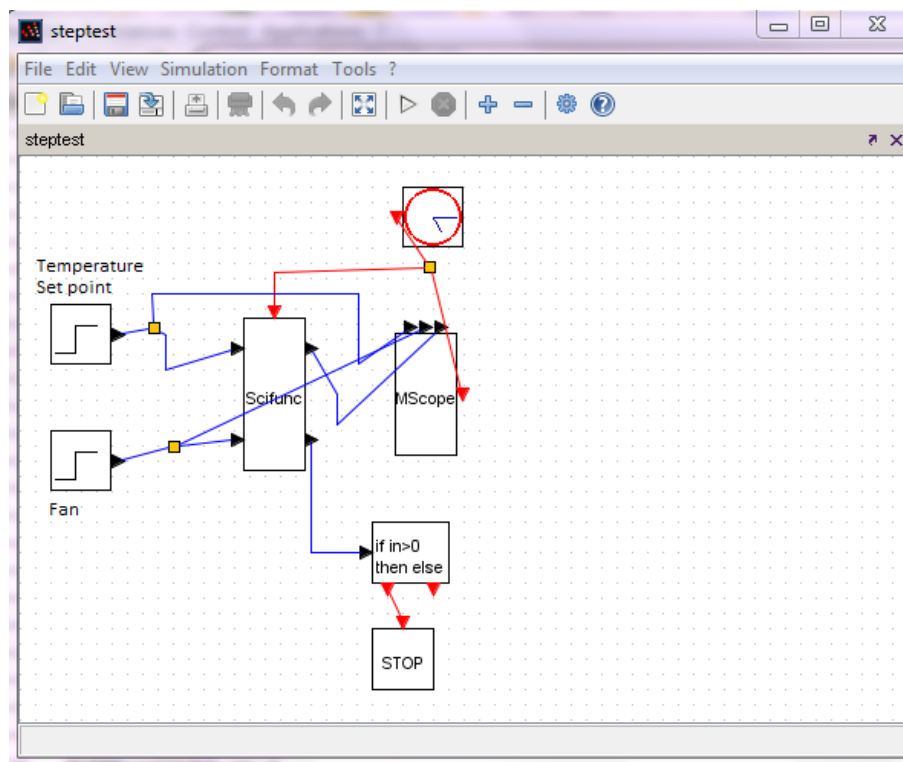 steptest
File Edit View Simulation Format Tools ?
steptest
Temperature
Set point
Scifunc
MScope
Fan
if in>0
then else
STOP